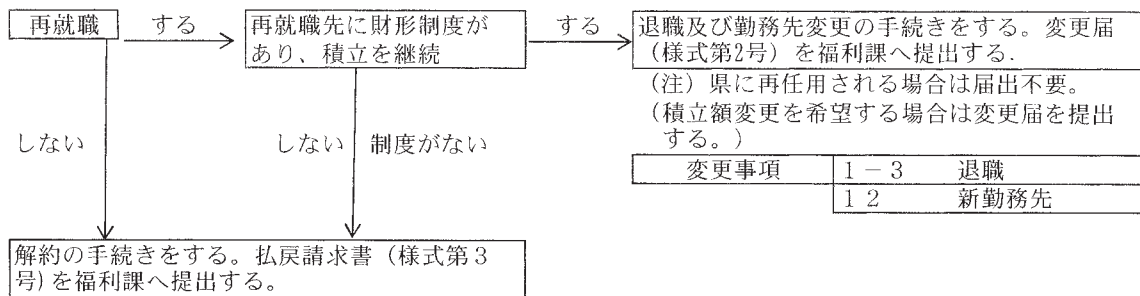 再就職
する
再就職先に財形制度が
あり、積立を継続
する
退職及び勤務先変更の手続きをする。変更届
(様式第2号)を福利課へ提出する.
(注)県に再任用される場合は届出不要。
(積立額変更を希望する場合は変更届を提出
する。)
しない
しない 制度がない
変更事項 1-3 退職
12 新勤務先
解約の手続きをする。払戻請求書(様式第3
号)を福利課へ提出する。